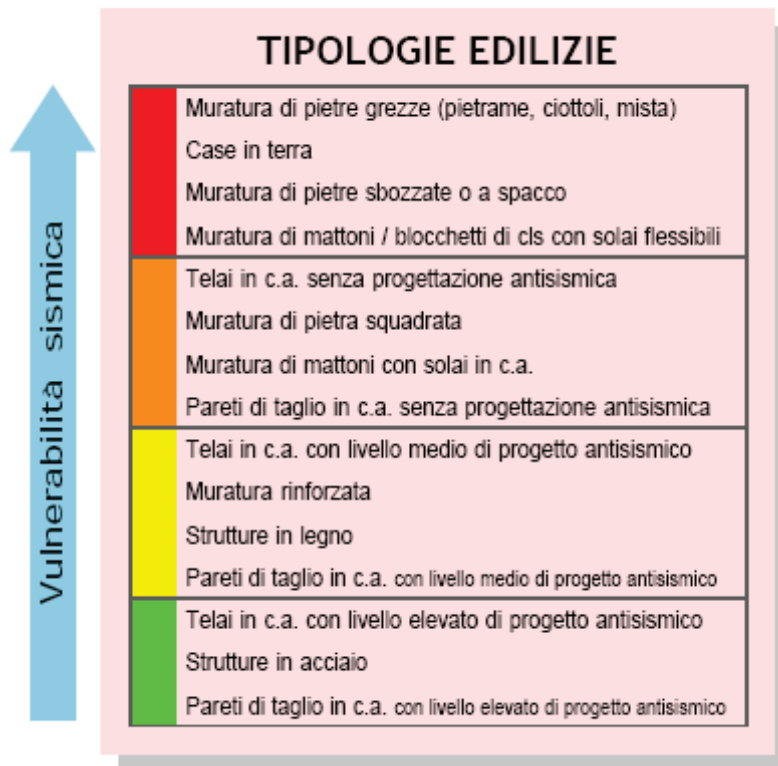 TIPOLOGIE EDILIZIE
Vulnerabilità sismica
Muratura di pietre grezze (pietrame, ciottoli, mista)
Case in terra
Muratura di pietre sbozzate o a spacco
Muratura di mattoni / blocchetti di cls con solai flessibili
Telai in c.a. senza progettazione antisismica
Muratura di pietra squadrata
Muratura di mattoni con solai in c.a.
Pareti di taglio in c.a. senza progettazione antisismica
Telai in c.a. con livello medio di progetto antisismico
Muratura rinforzata
Strutture in legno
Pareti di taglio in c.a. con livello medio di progetto antisismico
Telai in c.a. con livello elevato di progetto antisismico
Strutture in acciaio
Pareti di taglio in c.a. con livello elevato di progetto antisismico